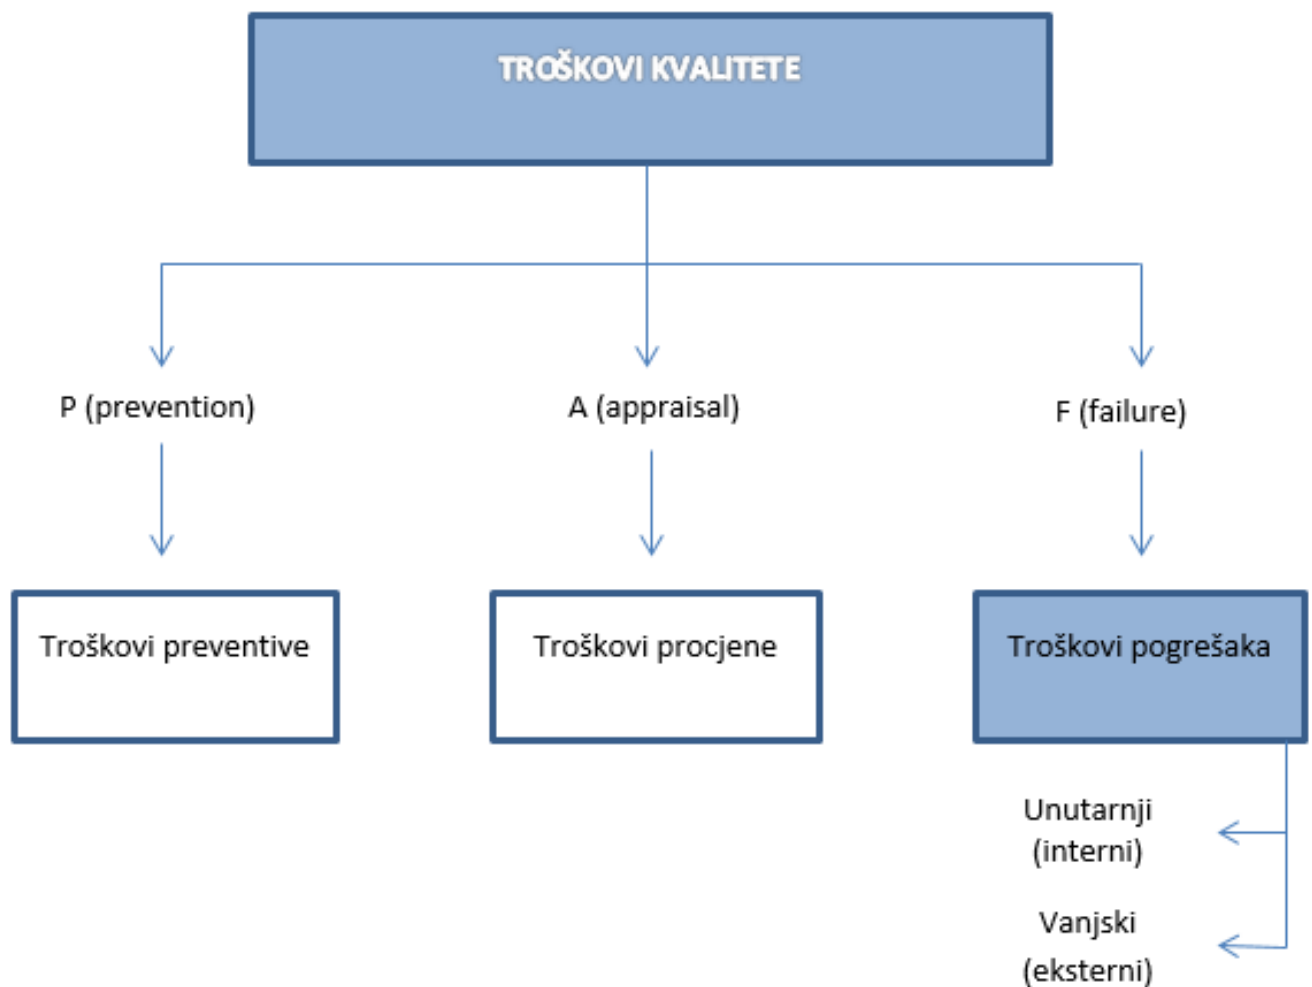 TROŠKOVI KVALITETE
P (prevention)
A (appraisal)
F (failure)
Troškovi preventive
Troškovi procjene
Troškovi pogrešaka
Unutarnji
(interni)
Vanjski
(eksterni)